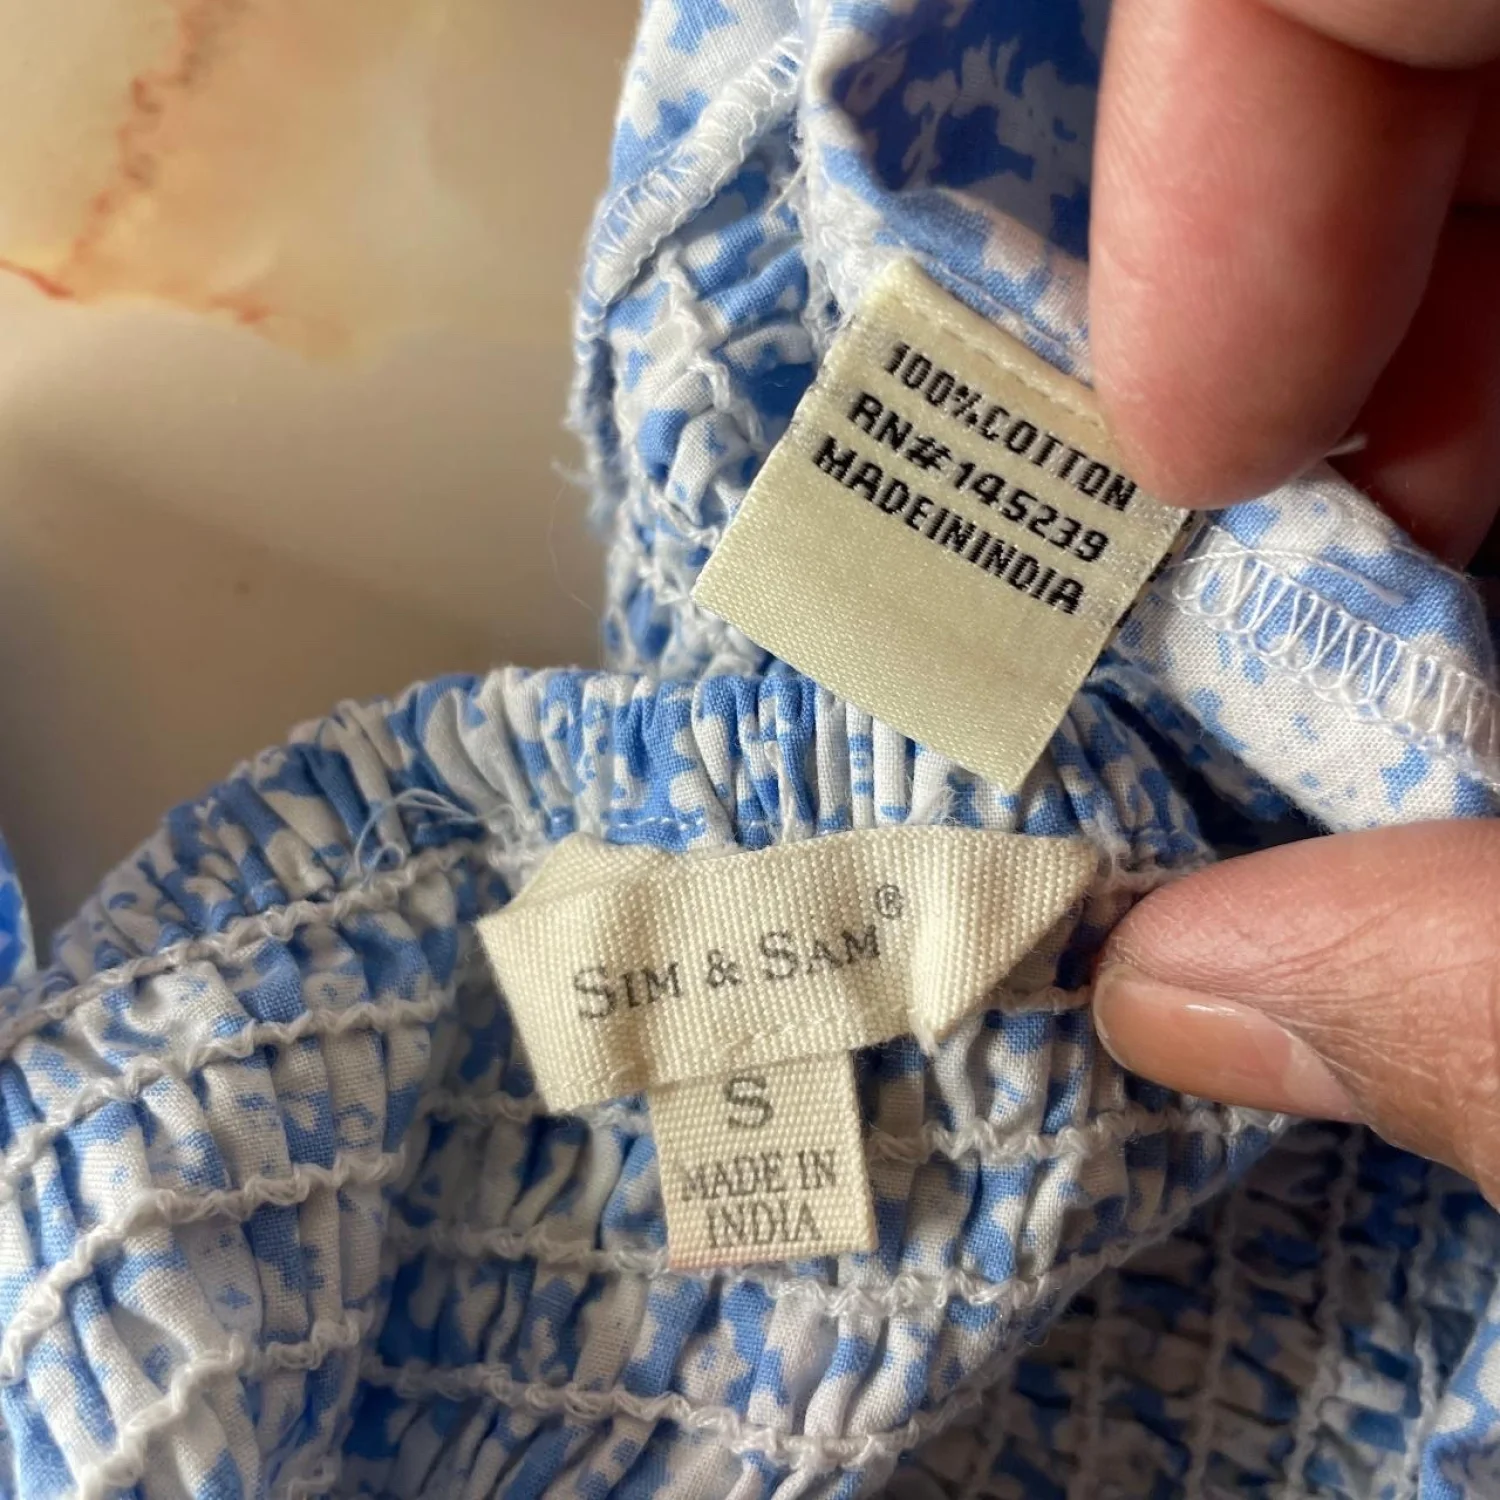 100%COTTON
RN#145239
MADEININDIA
SIM & SAM®
S
MADE IN
INDIA